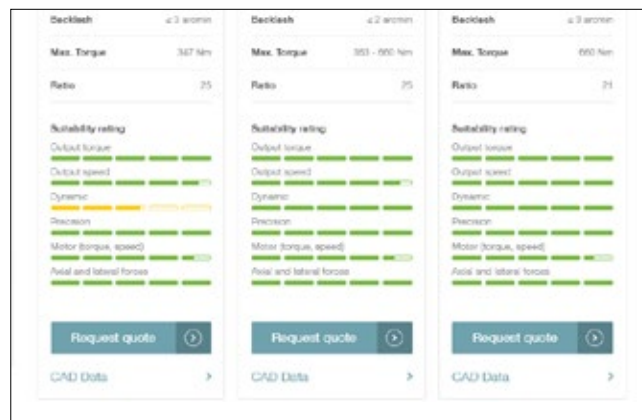 Backlash ≤ 3 arcmin
Max. Torque 347 Nm
Ratio 25
Suitability rating
Output torque
Output speed
Dynamic
Precision
Motor (torque, speed)
Axial and lateral forces
Request quote
CAD Data
Backlash ≤ 2 arcmin
Max. Torque 353 - 660 Nm
Ratio 25
Suitability rating
Output torque
Output speed
Dynamic
Precision
Motor (torque, speed)
Axial and lateral forces
Request quote
CAD Data
Backlash ≤ 3 arcmin
Max. Torque 660 Nm
Ratio 21
Suitability rating
Output torque
Output speed
Dynamic
Precision
Motor (torque, speed)
Axial and lateral forces
Request quote
CAD Data